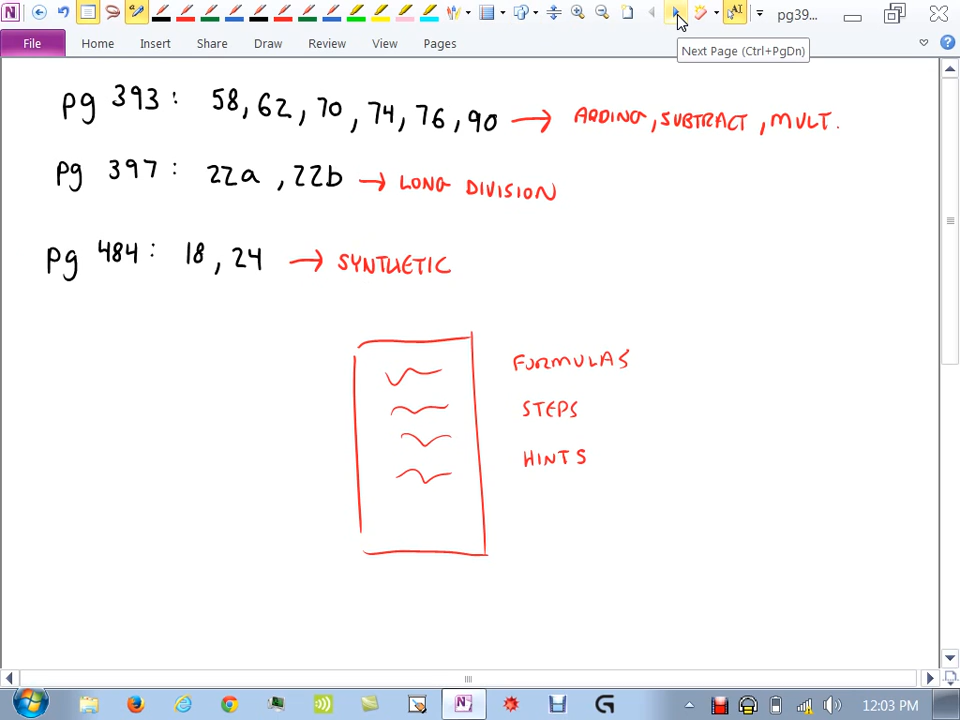 pg39...
Next Page (Ctrl+PgDn)
File Home Insert Share Draw Review View Pages
pg 393 : 58, 62, 70, 74, 76, 90 → ADDING, SUBTRACT, MULT.
pg 397 : 22a, 22b → LONG DIVISION
pg 484 : 18, 24 → SYNTHETIC
FORMULAS
STEPS
HINTS
12:03 PM